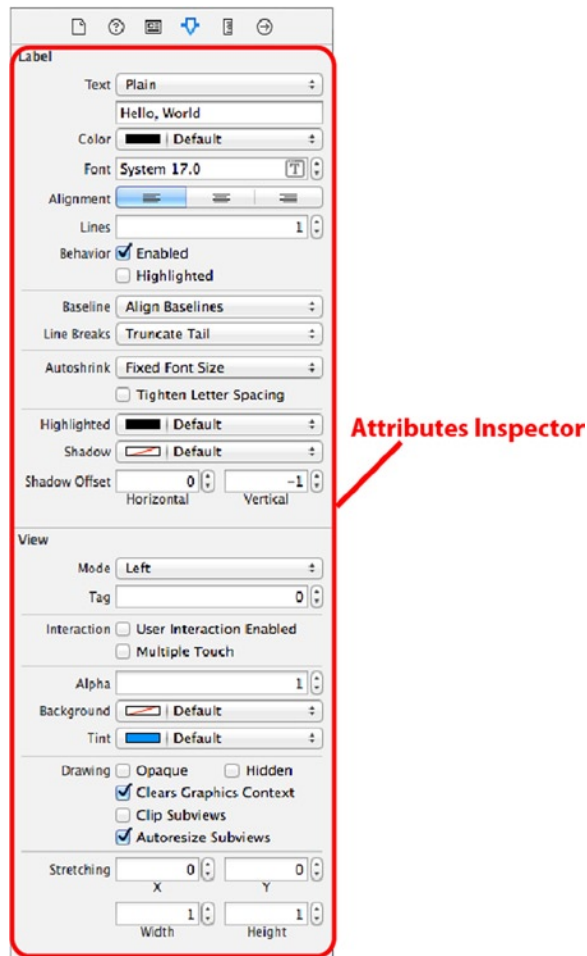 Label
Text Plain
Hello, World
Color Default
Font System 17.0 T
Alignment
Lines 1
Behavior Enabled
Highlighted
Baseline Align Baselines
Line Breaks Truncate Tail
Autoshrink Fixed Font Size
Tighten Letter Spacing
Highlighted Default
Attributes Inspector
Shadow Default
Shadow Offset 0 -1
Horizontal Vertical
View
Mode Left
Tag 0
Interaction User Interaction Enabled
Multiple Touch
Alpha 1
Background Default
Tint Default
Drawing Opaque Hidden
Clears Graphics Context
Clip Subviews
Autoresize Subviews
Stretching 0 0
X Y
1 1
Width Height